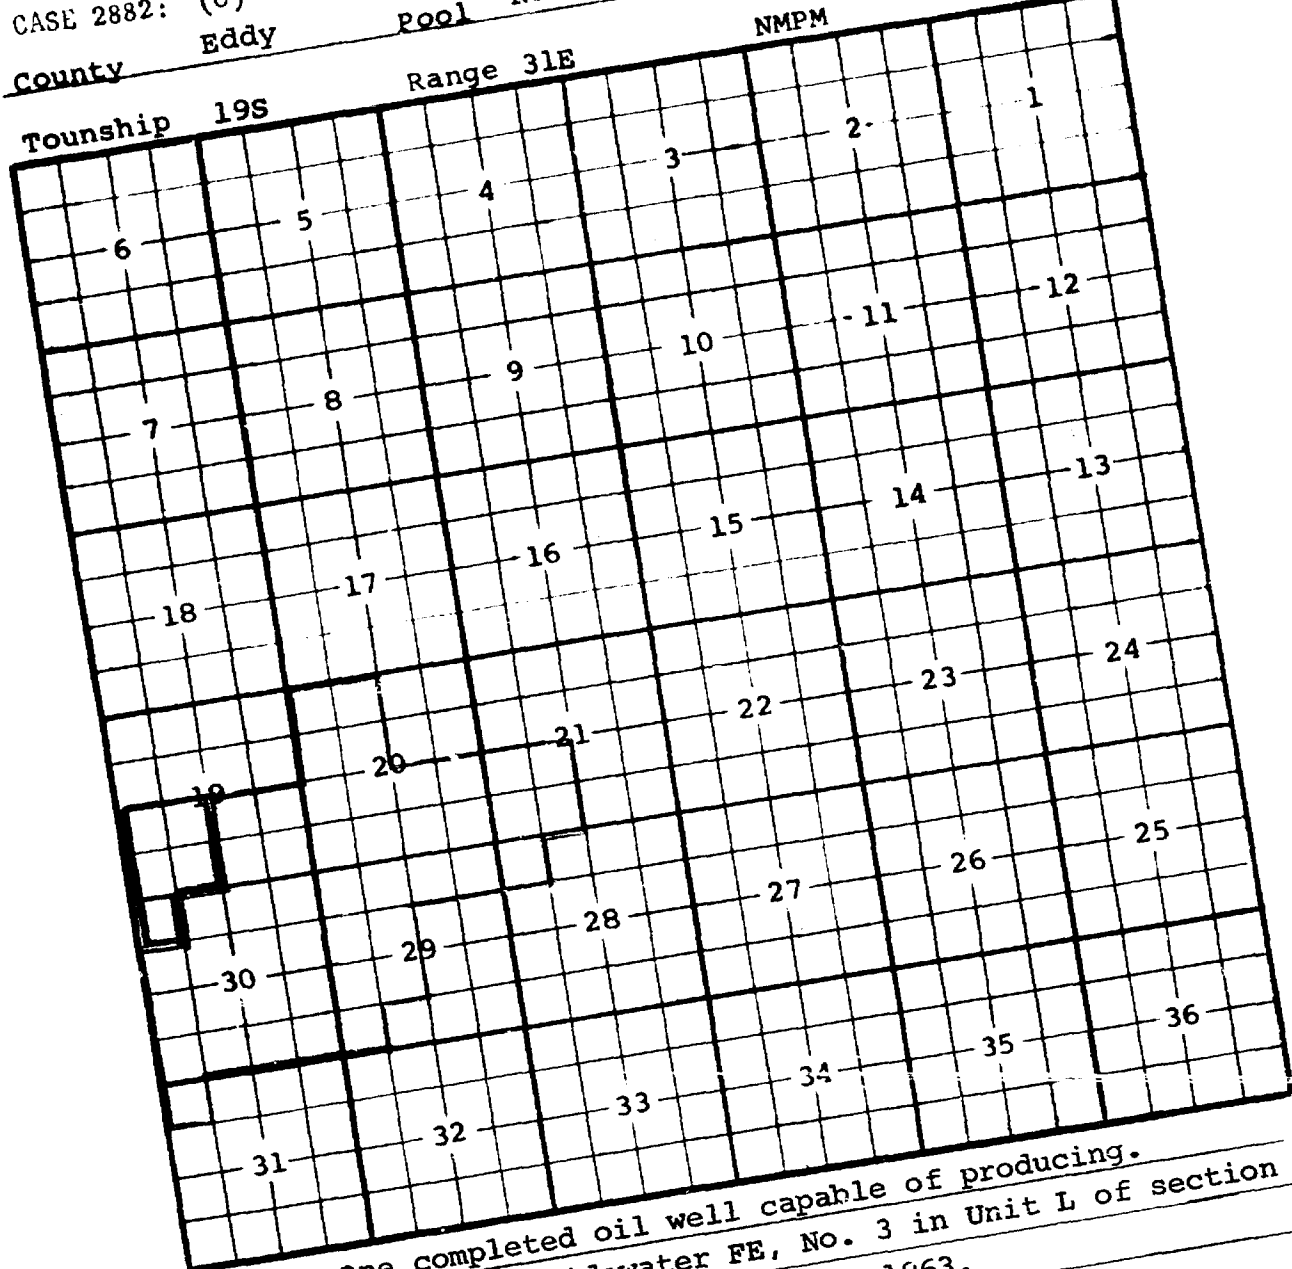 CASE 2882:
County Eddy Pool
Township 19S Range 31E NMPM
6 5 4 3 2 1
7 8 9 10 11 12
18 17 16 15 14 13
19 20 21 22 23 24
30 29 28 27 26 25
31 32 33 34 35 36
completed oil well capable of producing.
FE, No. 3 in Unit L of section
1963.